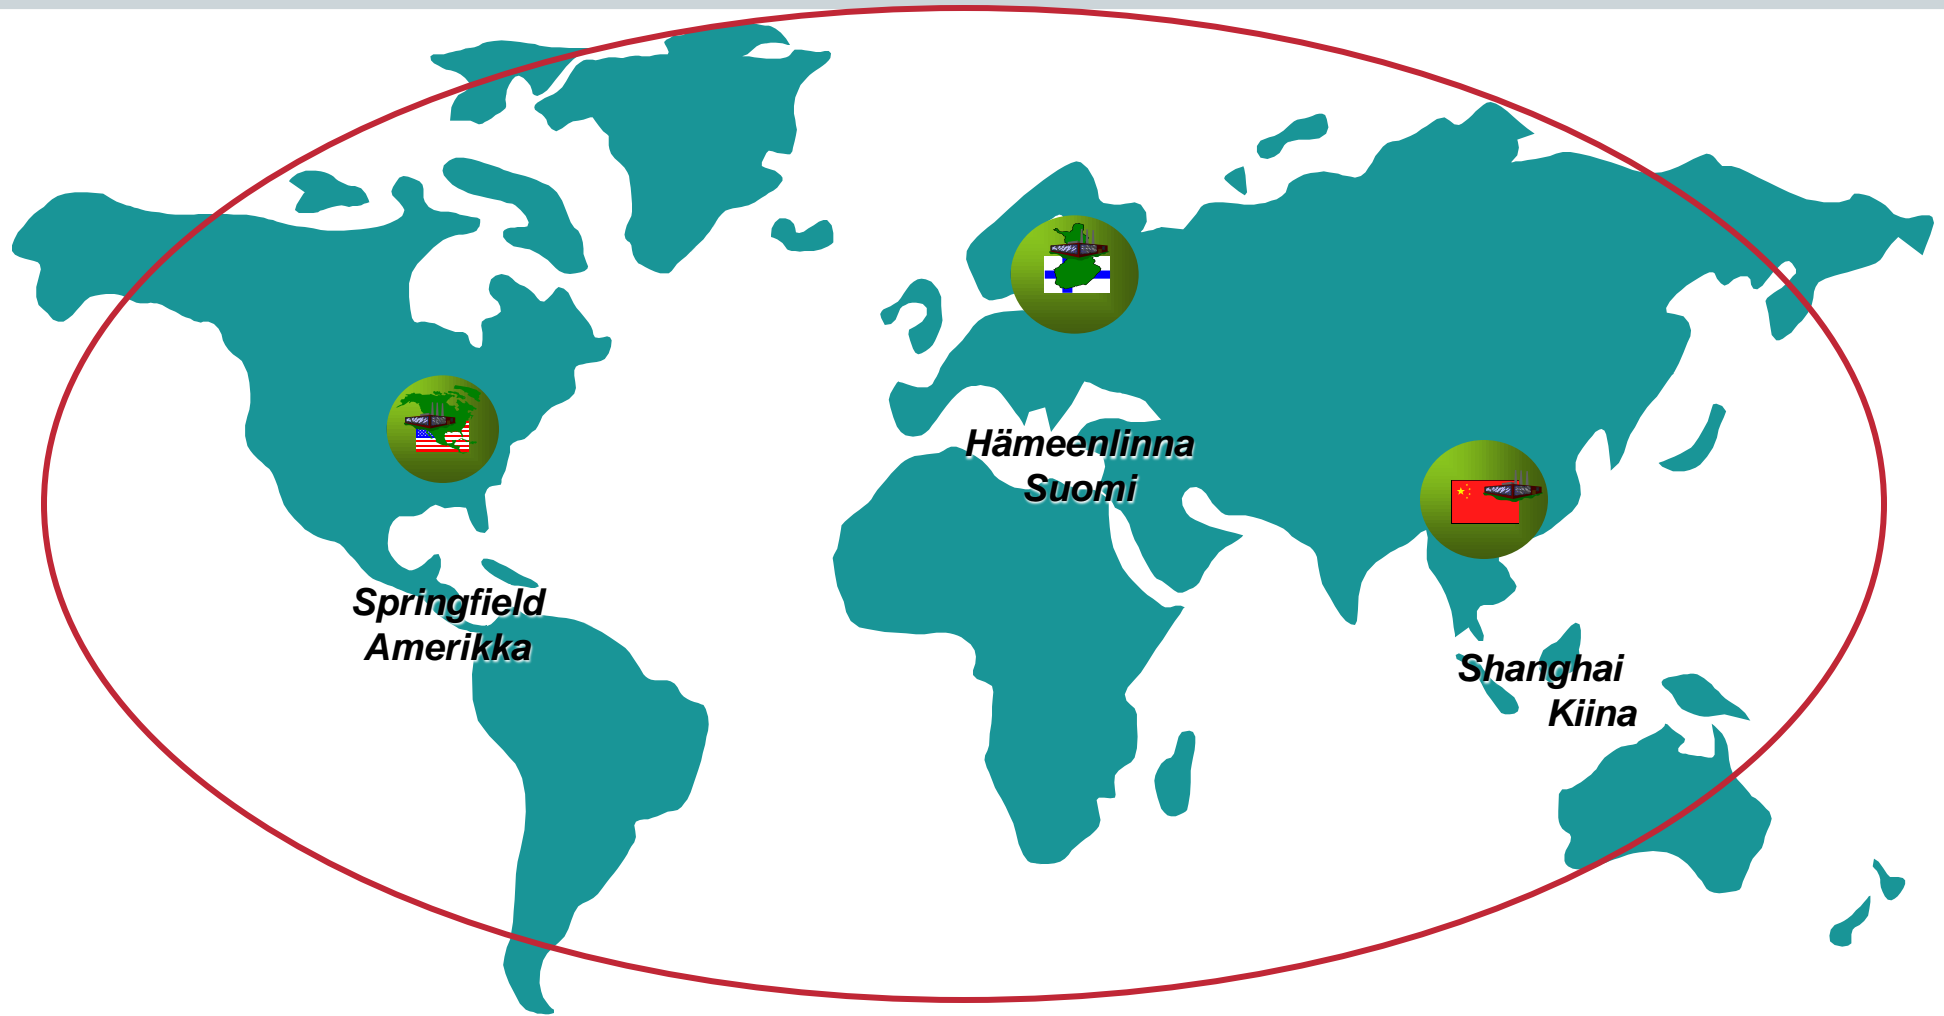 Hämeenlinna
Suomi
Springfield
Amerikka
Shanghai
Kiina